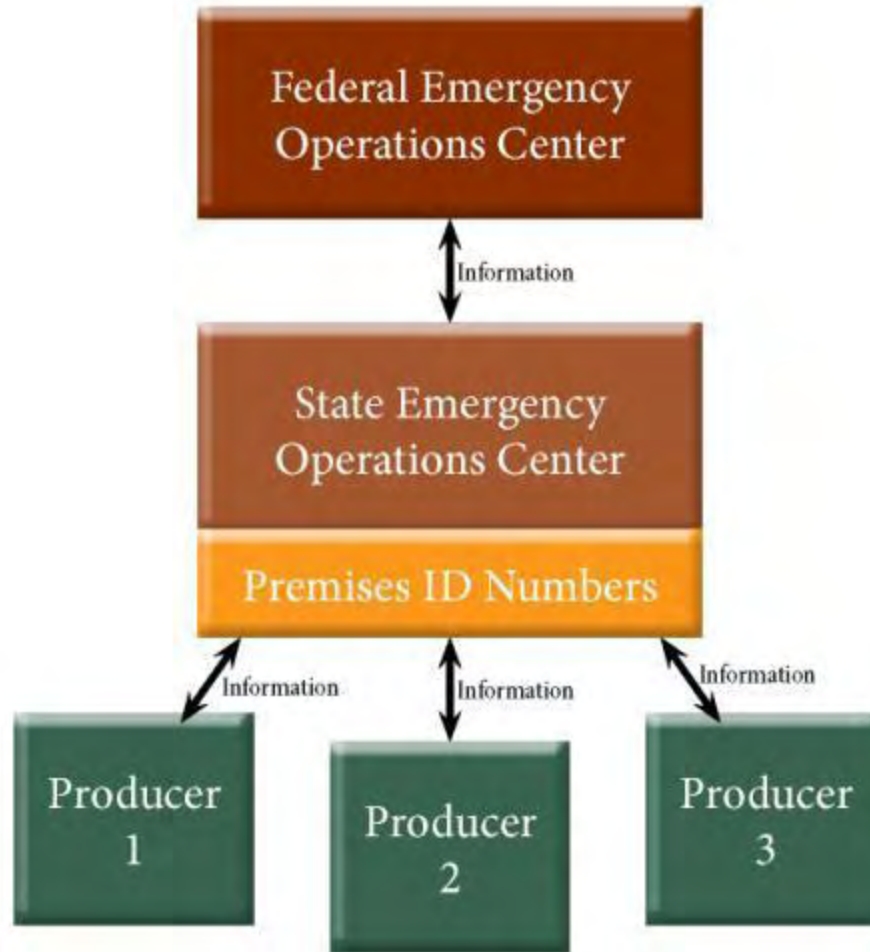 Federal Emergency
Operations Center
Information
State Emergency
Operations Center
Premises ID Numbers
Information
Information
Information
Producer
1
Producer
2
Producer
3